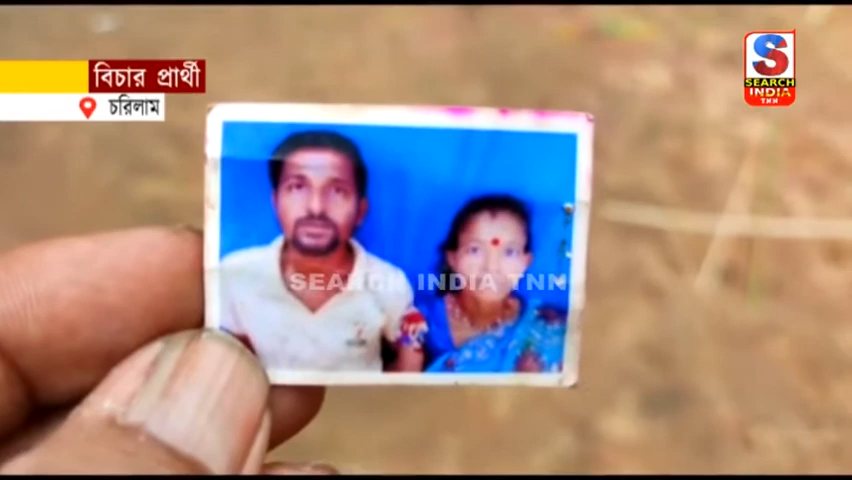 বিচার প্রার্থী
চরিলাম
S
SEARCH
INDIA
TNN
SEARCH INDIA TNN